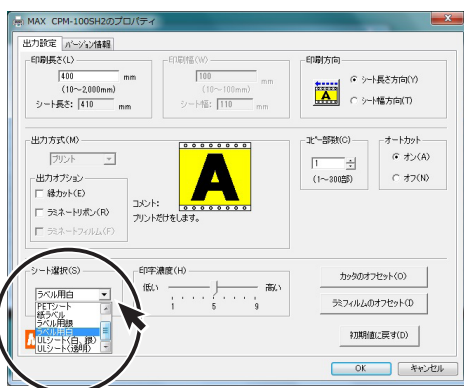 MAX CPM-100SH2のプロパティ
出力設定 バージョン情報
印刷長さ(L)
400 mm
(10～2,000mm)
シート長さ: 410 mm
印刷幅(W)
100 mm
(10～100mm)
シート幅: 110 mm
印刷方向
A
シート長さ方向(Y)
シート幅方向(T)
出力方式(M)
プリント
出力オプション
縁カット(E)
ラミネートリボン(R)
ラミネートフィルム(F)
A
コメント:
プリントだけをします。
コピー部数(C)
1
(1～300部)
オートカット
オン(A)
オフ(N)
シート選択(S)
ラベル用白
PETシート
紙ラベル
ラベル用銀
ラベル用白
ULシート(白、銀)
ULシート(透明)
印字濃度(H)
低い 高い
1 5 9
カッタのオフセット(O)
ラミフィルムのオフセット(I)
初期値に戻す(D)
OK キャンセル